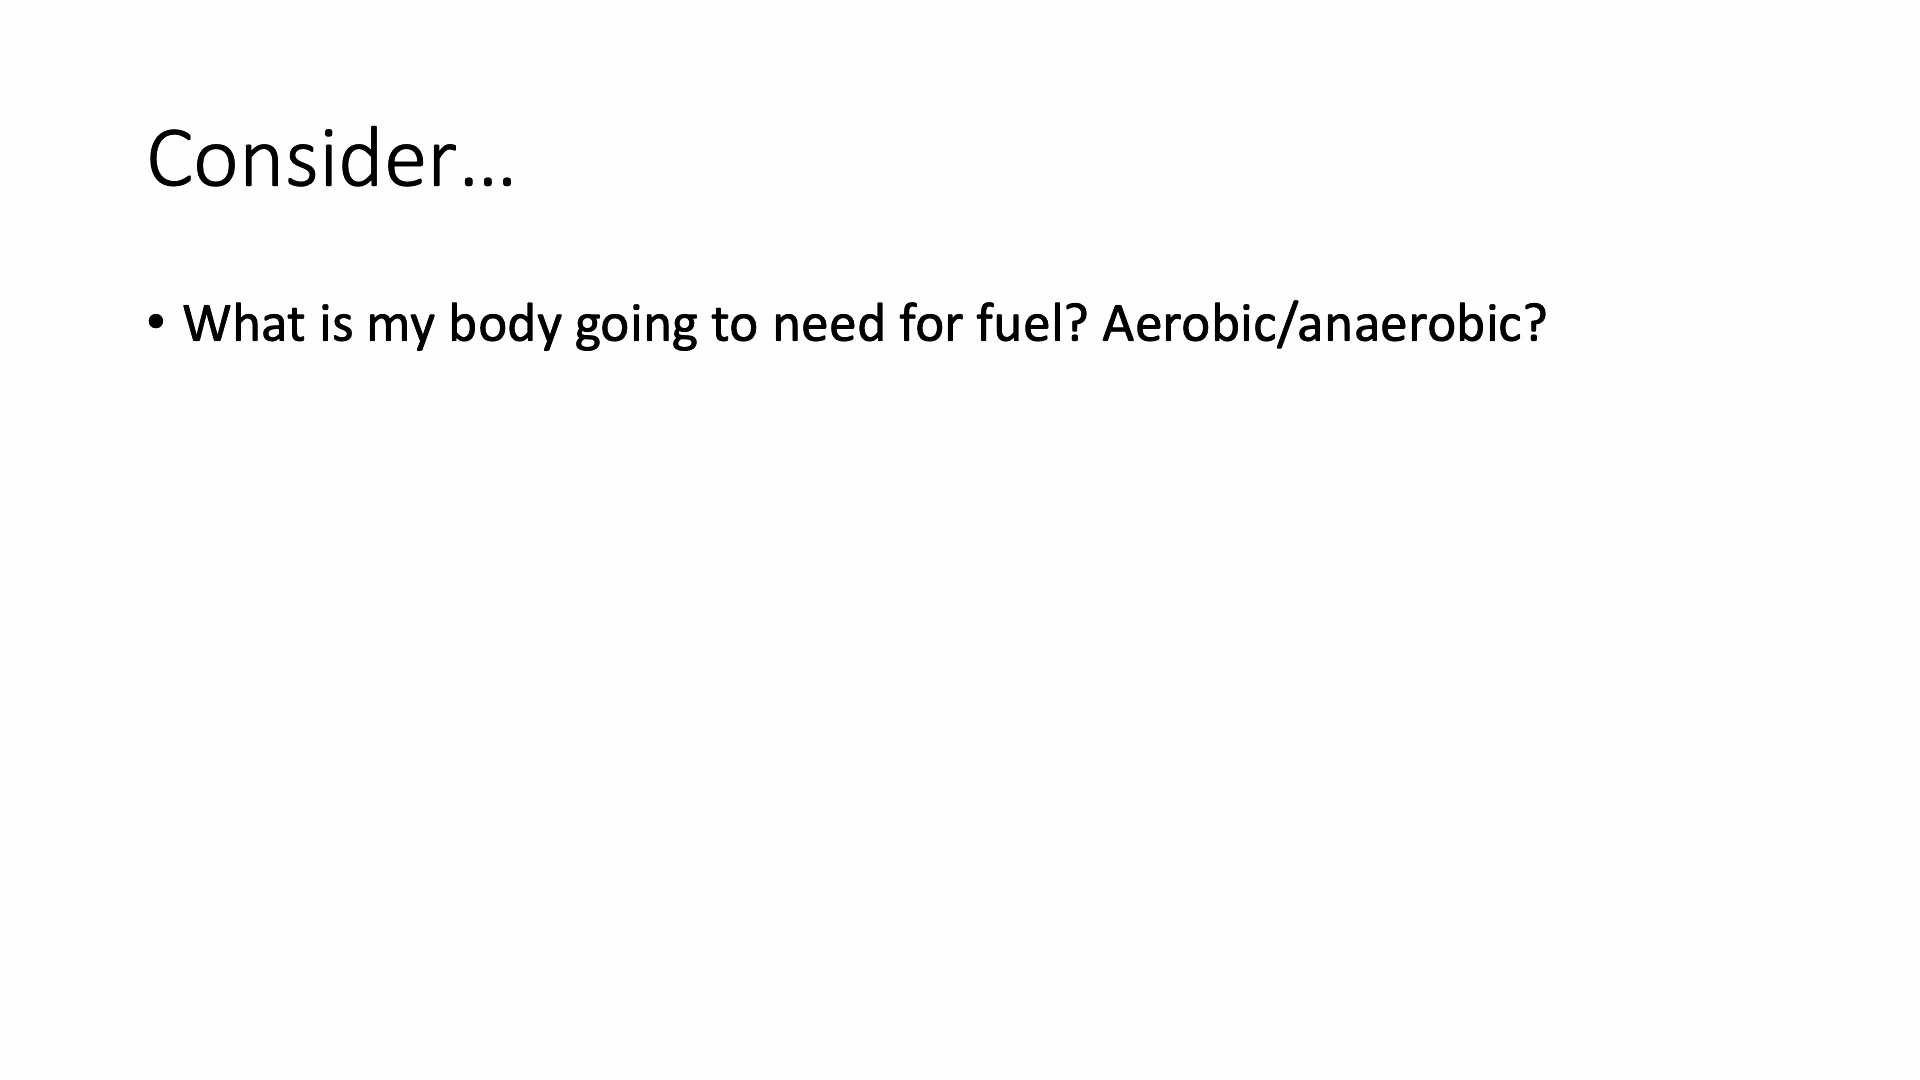 Consider...
• What is my body going to need for fuel? Aerobic/anaerobic?